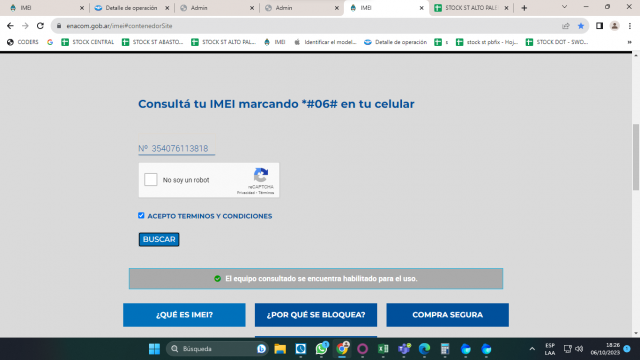 IMEI
Detalle de operación
Admin
Admin
IMEI
STOCK ST ALTO PALE
enacom.gob.ar/imei#contenedorSite
CODERS
G
STOCK CENTRAL
STOCK ST ABASTO...
STOCK ST ALTO PAL...
IMEI
Identificar el model...
Detalle de operación
stock st pbfix - Hoj...
STOCK DOT - SWO...
Consultá tu IMEI marcando *#06# en tu celular
Nº 354076113818
No soy un robot
reCAPTCHA
Privacidad - Términos
ACEPTO TERMINOS Y CONDICIONES
BUSCAR
El equipo consultado se encuentra habilitado para el uso.
¿QUÉ ES IMEI?
¿POR QUÉ SE BLOQUEA?
COMPRA SEGURA
Búsqueda
ESP
LAA
18:26
06/10/2023